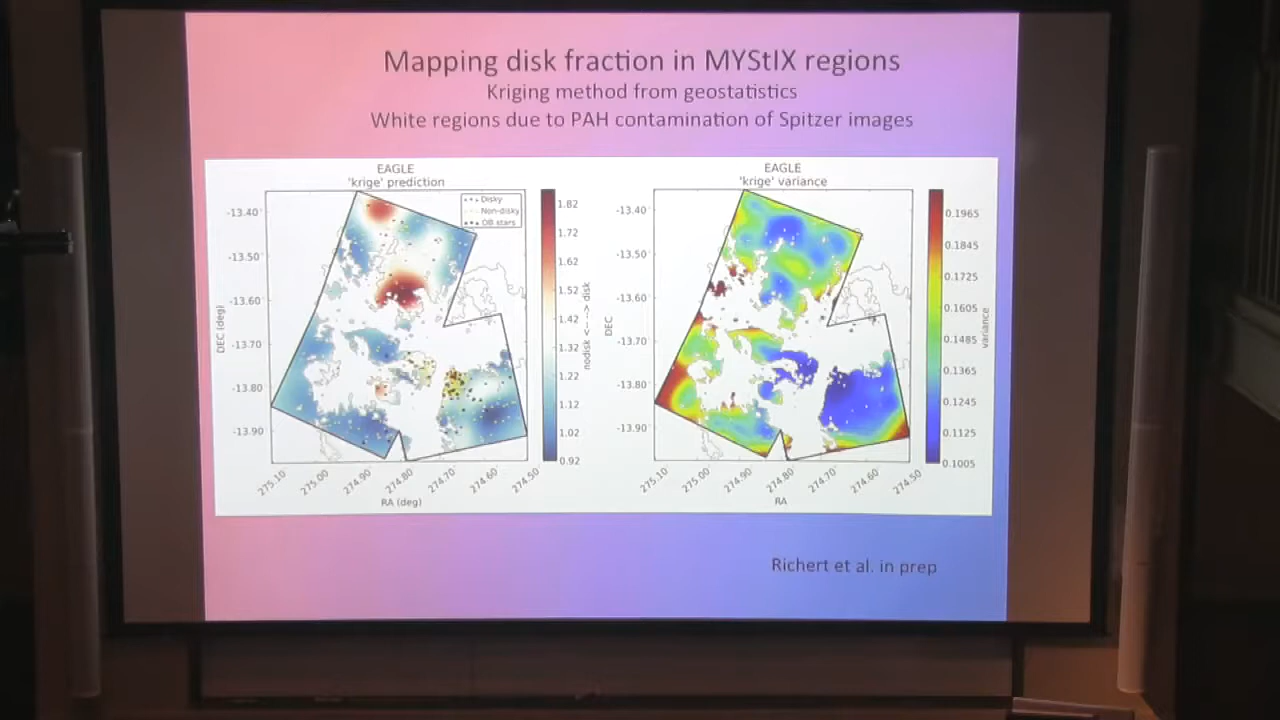 Mapping disk fraction in MYStIX regions
Kriging method from geostatistics
White regions due to PAH contamination of Spitzer images
EAGLE
'krige' prediction
Disky
Non-disky
OB stars
-13.40
-13.50
-13.60
-13.70
-13.80
-13.90
DEC (deg)
275.10
275.00
274.90
274.80
274.70
274.60
274.50
RA (deg)
1.82
1.72
1.62
1.52
1.42
1.32
1.22
1.12
1.02
0.92
nodisk <---> disk
EAGLE
'krige' variance
-13.40
-13.50
-13.60
-13.70
-13.80
-13.90
DEC
275.10
275.00
274.90
274.80
274.70
274.60
274.50
RA
0.1965
0.1845
0.1725
0.1605
0.1485
0.1365
0.1245
0.1125
0.1005
variance
Richert et al. in prep